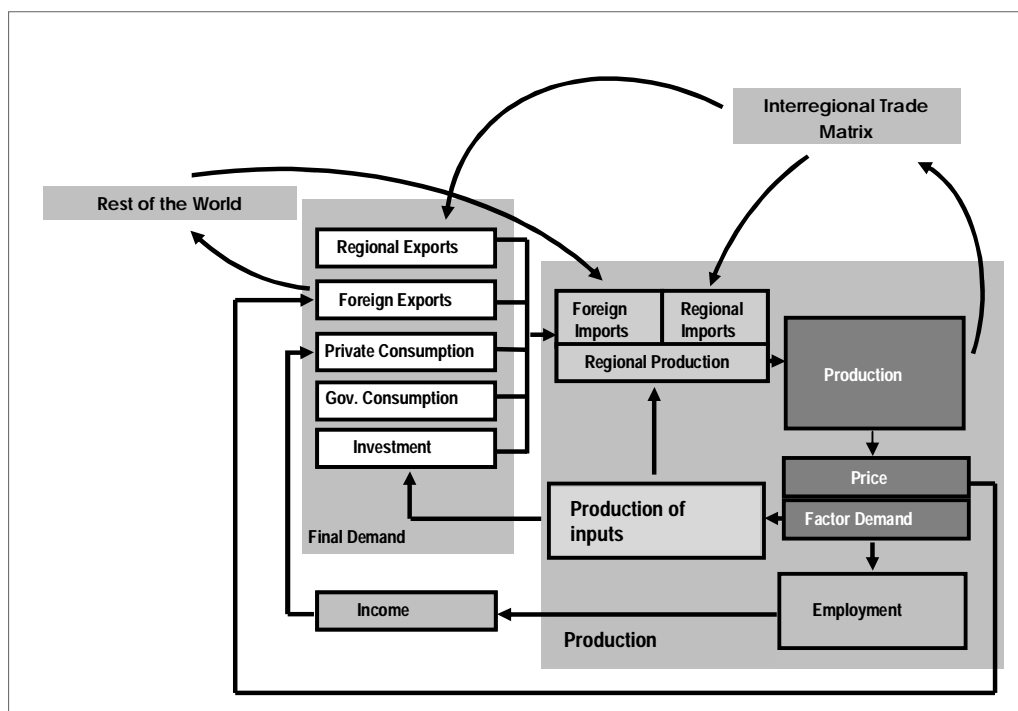 Interregional Trade
Matrix
Rest of the World
Regional Exports
Foreign Exports
Private Consumption
Gov. Consumption
Investment
Final Demand
Foreign
Imports
Regional
Imports
Regional Production
Production
Price
Factor Demand
Production of
inputs
Employment
Income
Production